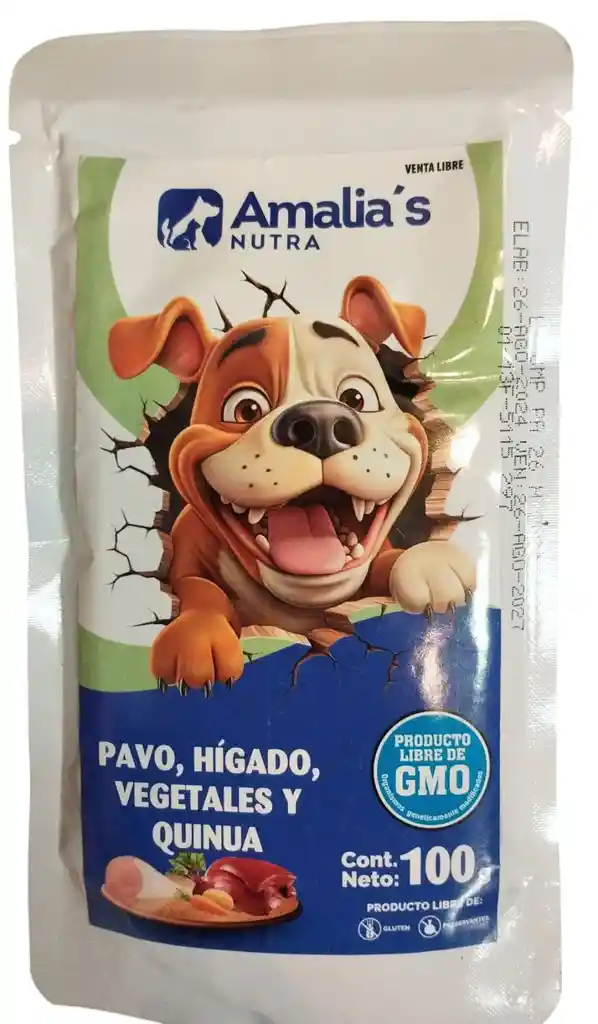 VENTA LIBRE
Amalia´s
NUTRA
ELAB: 26-AGO-2024 VEN: 26-AGO-2027
PAVO, HÍGADO,
VEGETALES Y
QUINUA
PRODUCTO
LIBRE DE
GMO
Organismos genéticamente modificados
Cont.
Neto: 100
PRODUCTO LIBRE DE:
GLUTEN
PRESERVANTES